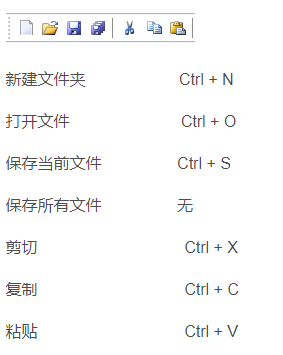 新建文件夹 Ctrl + N
打开文件 Ctrl + O
保存当前文件 Ctrl + S
保存所有文件 无
剪切 Ctrl + X
复制 Ctrl + C
粘贴 Ctrl + V